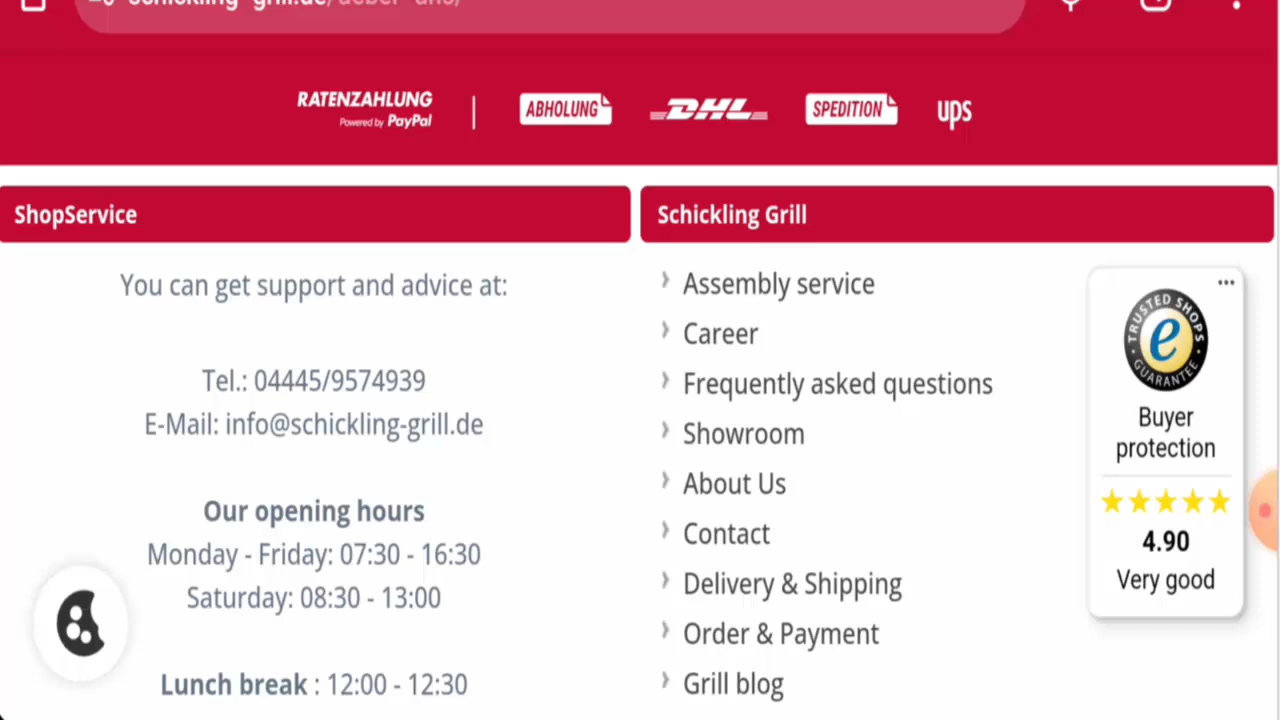 RATENZAHLUNG
Powered by PayPal
ABHOLUNG
DHL
SPEDITION
ups
ShopService
You can get support and advice at:
Tel.: 04445/9574939
E-Mail: info@schickling-grill.de
Our opening hours
Monday - Friday: 07:30 - 16:30
Saturday: 08:30 - 13:00
Lunch break : 12:00 - 12:30
Schickling Grill
Assembly service
Career
Frequently asked questions
Showroom
About Us
Contact
Delivery & Shipping
Order & Payment
Grill blog
TRUSTED SHOPS
e
GUARANTEE
Buyer
protection
4.90
Very good